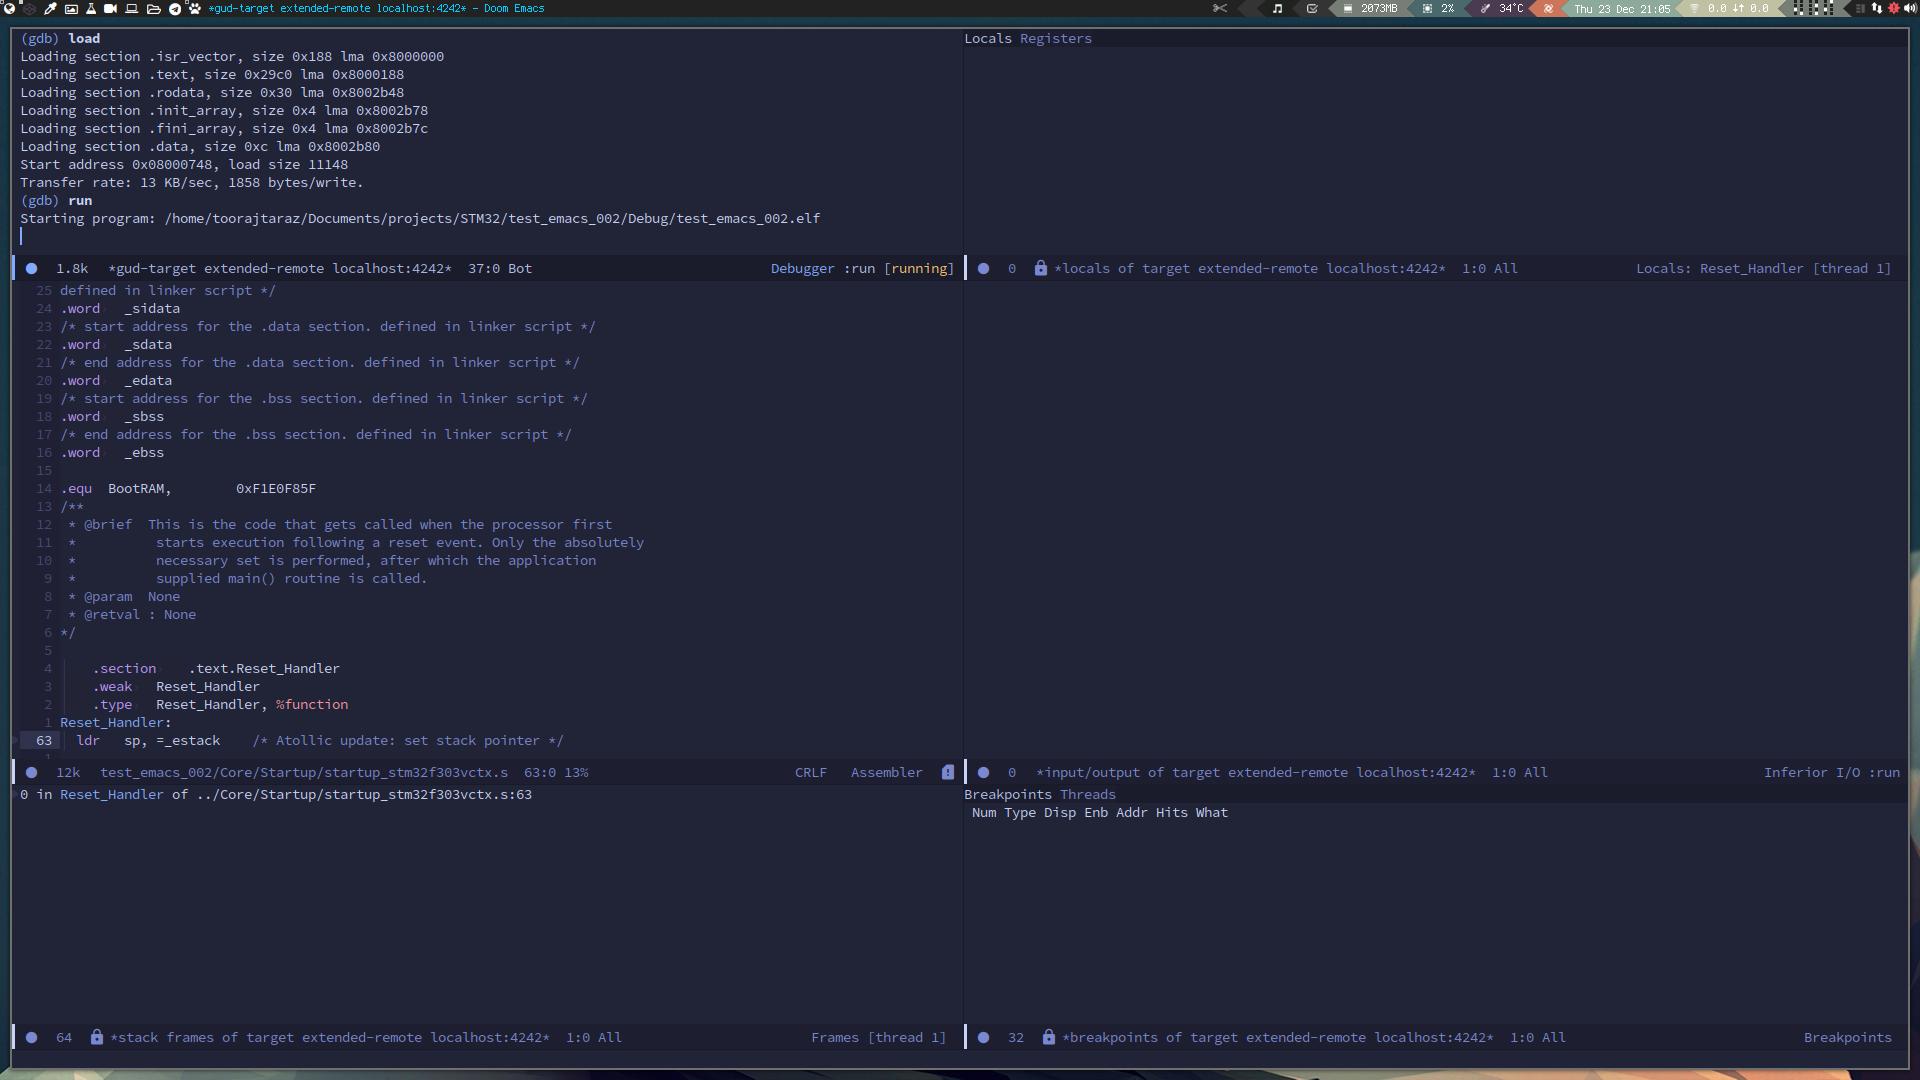 *gud-target extended-remote localhost:4242* - Doom Emacs
2073MB
2%
34°C
Thu 23 Dec 21:05
0.0 ↓↑ 0.0
(gdb) load
Loading section .isr_vector, size 0x188 lma 0x8000000
Loading section .text, size 0x29c0 lma 0x8000188
Loading section .rodata, size 0x30 lma 0x8002b48
Loading section .init_array, size 0x4 lma 0x8002b78
Loading section .fini_array, size 0x4 lma 0x8002b7c
Loading section .data, size 0xc lma 0x8002b80
Start address 0x08000748, load size 11148
Transfer rate: 13 KB/sec, 1858 bytes/write.
(gdb) run
Starting program: /home/toorajtaraz/Documents/projects/STM32/test_emacs_002/Debug/test_emacs_002.elf
1.8k *gud-target extended-remote localhost:4242* 37:0 Bot Debugger :run [running]
Locals Registers
0 *locals of target extended-remote localhost:4242* 1:0 All Locals: Reset_Handler [thread 1]
25 defined in linker script */
24 .word _sidata
23 /* start address for the .data section. defined in linker script */
22 .word _sdata
21 /* end address for the .data section. defined in linker script */
20 .word _edata
19 /* start address for the .bss section. defined in linker script */
18 .word _sbss
17 /* end address for the .bss section. defined in linker script */
16 .word _ebss
15
14 .equ BootRAM, 0xF1E0F85F
13 /**
12 * @brief This is the code that gets called when the processor first
11 * starts execution following a reset event. Only the absolutely
10 * necessary set is performed, after which the application
9 * supplied main() routine is called.
8 * @param None
7 * @retval : None
6 */
5
4 .section .text.Reset_Handler
3 .weak Reset_Handler
2 .type Reset_Handler, %function
1 Reset_Handler:
63 ldr sp, =_estack /* Atollic update: set stack pointer */
1
12k test_emacs_002/Core/Startup/startup_stm32f303vctx.s 63:0 13% CRLF Assembler
0 *input/output of target extended-remote localhost:4242* 1:0 All Inferior I/O :run
0 in Reset_Handler of ../Core/Startup/startup_stm32f303vctx.s:63
64 *stack frames of target extended-remote localhost:4242* 1:0 All Frames [thread 1]
Breakpoints Threads
Num Type Disp Enb Addr Hits What
32 *breakpoints of target extended-remote localhost:4242* 1:0 All Breakpoints